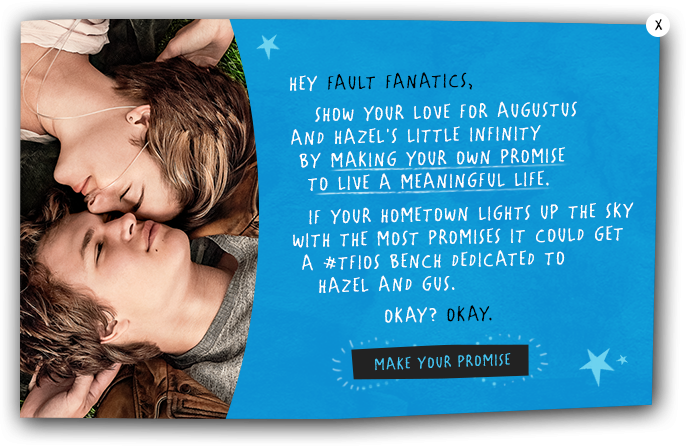 X
HEY FAULT FANATICS,
SHOW YOUR LOVE FOR AUGUSTUS
AND HAZEL'S LITTLE INFINITY
BY MAKING YOUR OWN PROMISE
TO LIVE A MEANINGFUL LIFE.
IF YOUR HOMETOWN LIGHTS UP THE SKY
WITH THE MOST PROMISES IT COULD GET
A #TFIOS BENCH DEDICATED TO
HAZEL AND GUS.
OKAY? OKAY.
MAKE YOUR PROMISE